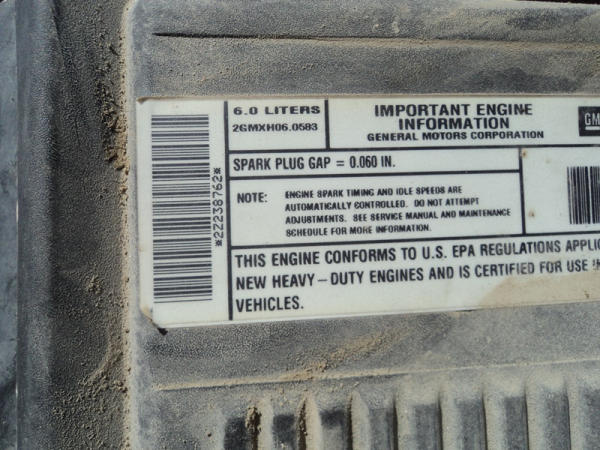 6.0 LITERS
2GMXH06.0583
IMPORTANT ENGINE
INFORMATION
GENERAL MOTORS CORPORATION
GM
SPARK PLUG GAP = 0.060 IN.
NOTE: ENGINE SPARK TIMING AND IDLE SPEEDS ARE
AUTOMATICALLY CONTROLLED. DO NOT ATTEMPT
ADJUSTMENTS. SEE SERVICE MANUAL AND MAINTENANCE
SCHEDULE FOR MORE INFORMATION.
*22238762*
THIS ENGINE CONFORMS TO U.S. EPA REGULATIONS APPLIC
NEW HEAVY-DUTY ENGINES AND IS CERTIFIED FOR USE IN
VEHICLES.